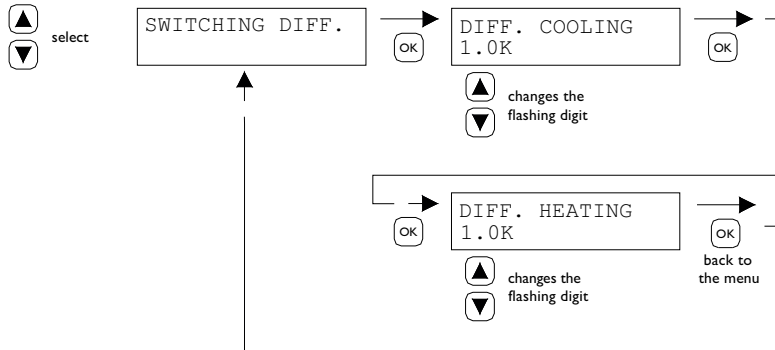 select
SWITCHING DIFF.
OK
DIFF. COOLING
1.0K
OK
changes the
flashing digit
OK
DIFF. HEATING
1.0K
OK
back to
the menu
changes the
flashing digit